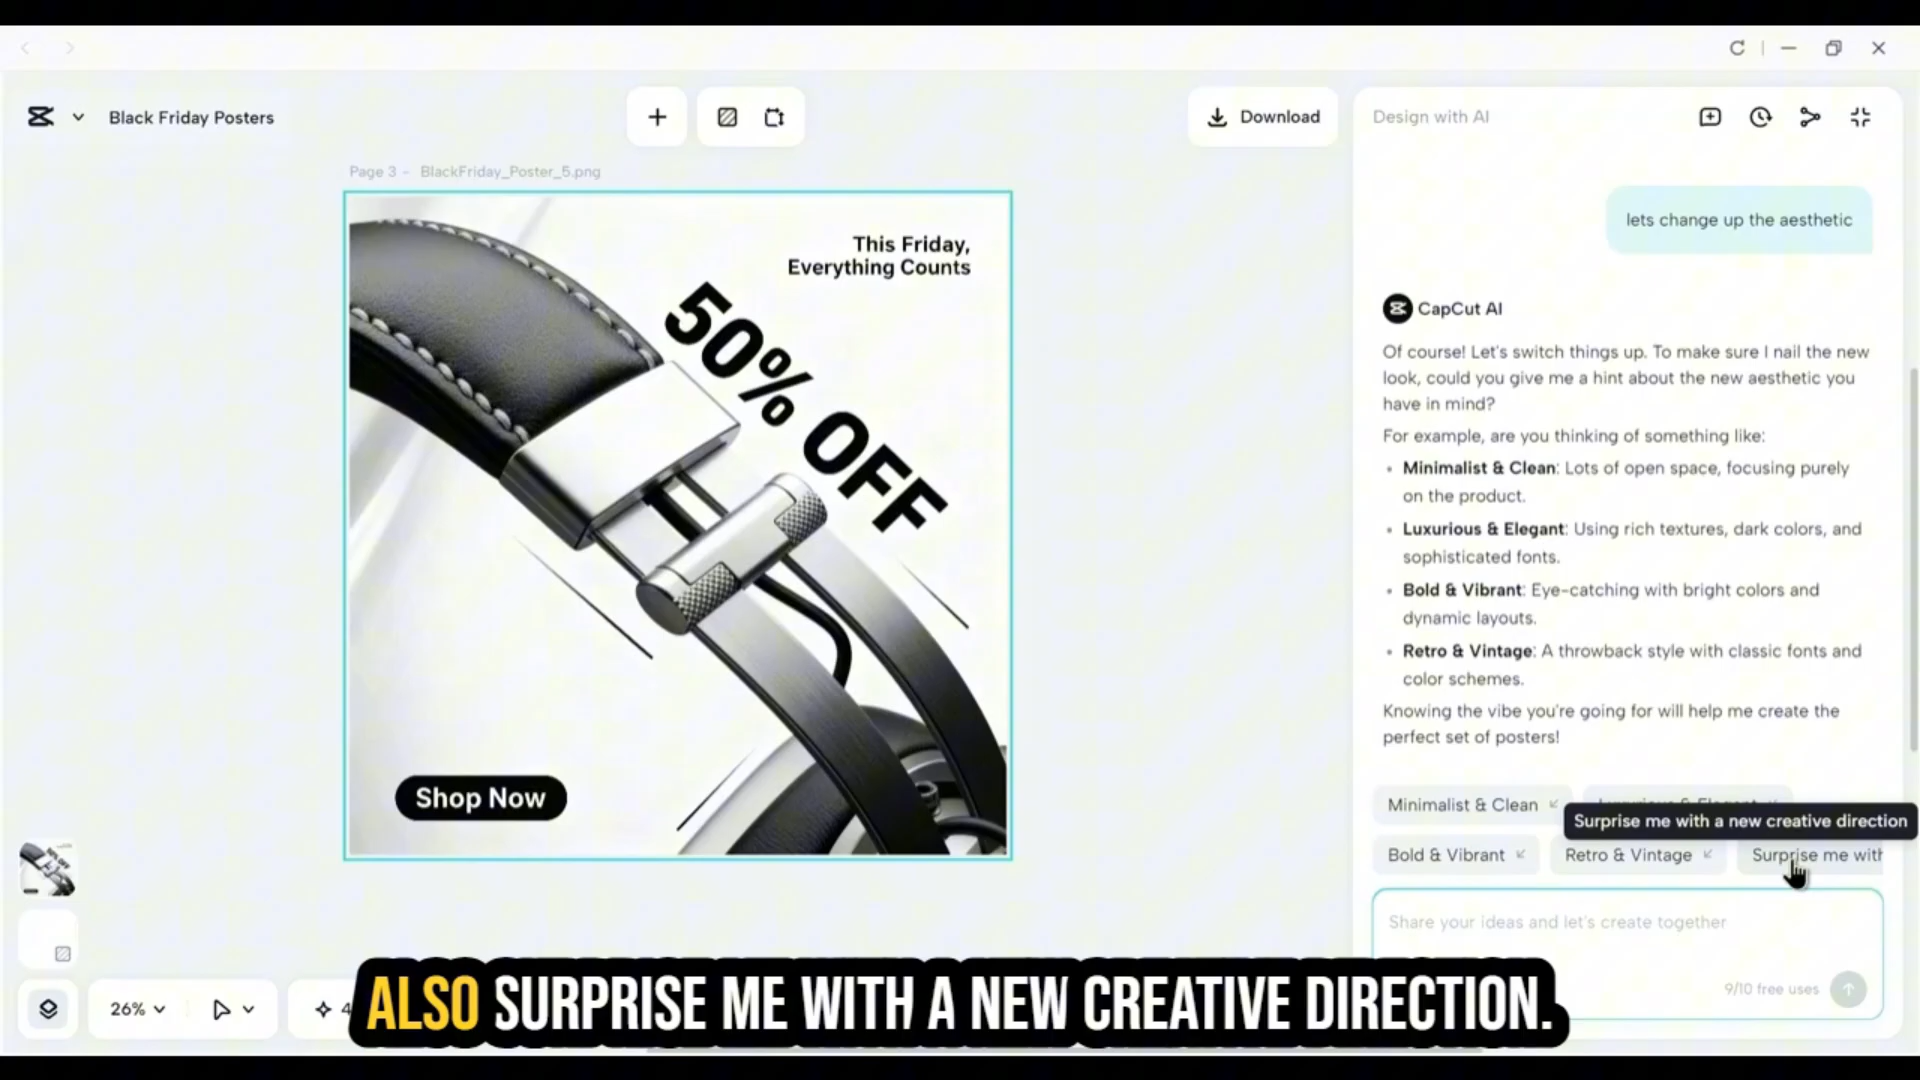 Black Friday Posters
Download
Design with AI
Page 3 - BlackFriday_Poster_5.png
This Friday,
Everything Counts
50% OFF
Shop Now
lets change up the aesthetic
CapCut AI
Of course! Let's switch things up. To make sure I nail the new
look, could you give me a hint about the new aesthetic you
have in mind?
For example, are you thinking of something like:
Minimalist & Clean: Lots of open space, focusing purely
on the product.
Luxurious & Elegant: Using rich textures, dark colors, and
sophisticated fonts.
Bold & Vibrant: Eye-catching with bright colors and
dynamic layouts.
Retro & Vintage: A throwback style with classic fonts and
color schemes.
Knowing the vibe you're going for will help me create the
perfect set of posters!
Minimalist & Clean
Surprise me with a new creative direction
Bold & Vibrant
Retro & Vintage
Surprise me with
Share your ideas and let's create together
9/10 free uses
26%
4
ALSO SURPRISE ME WITH A NEW CREATIVE DIRECTION.